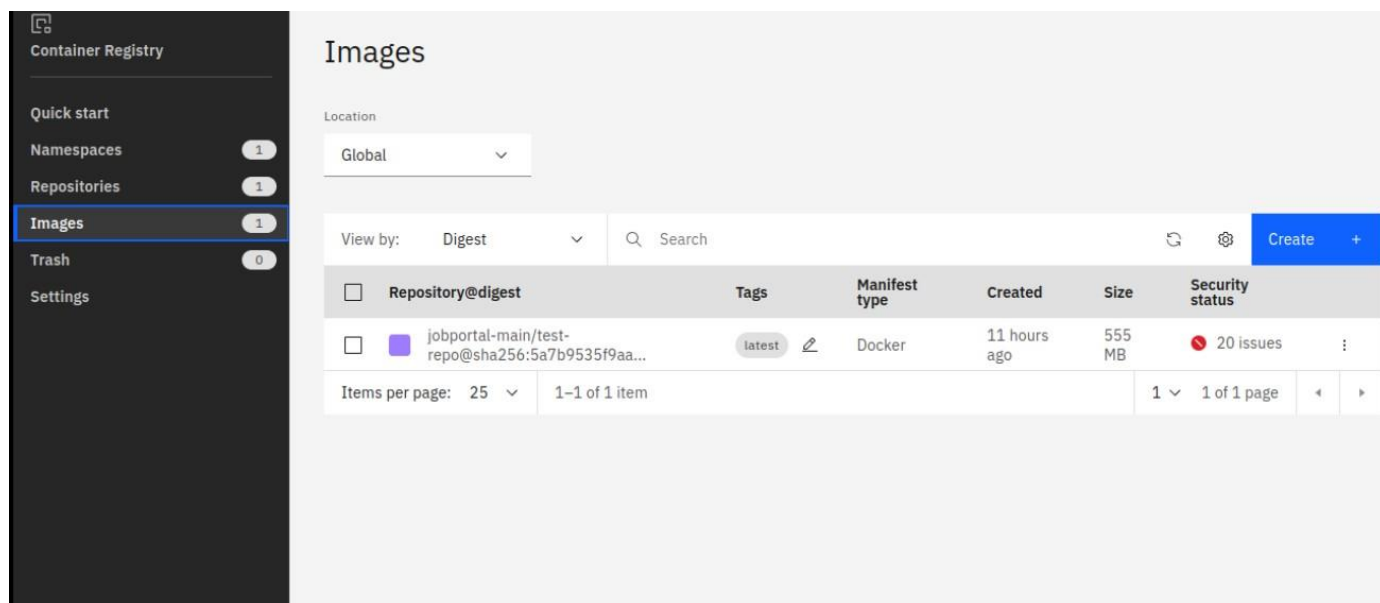 Container Registry
Quick start
Namespaces 1
Repositories 1
Images 1
Trash 0
Settings
Images
Location
Global
View by: Digest Search Create +
Repository@digest Tags Manifest type Created Size Security status
jobportal-main/test-
repo@sha256:5a7b9535f9aa... latest Docker 11 hours ago 555 MB 20 issues
Items per page: 25 1–1 of 1 item 1 1 of 1 page